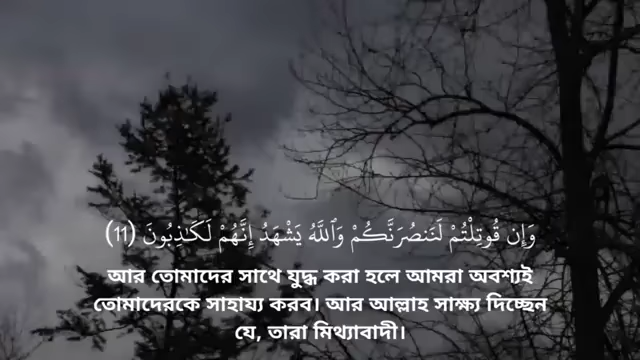 وَإِن قُوتِلْتُمْ لَنَنصُرَنَّكُمْ وَٱللَّهُ يَشْهَدُ إِنَّهُمْ لَكَـٰذِبُونَ (11)
আর তোমাদের সাথে যুদ্ধ করা হলে আমরা অবশ্যই
তোমাদেরকে সাহায্য করব। আর আল্লাহ সাক্ষ্য দিচ্ছেন
যে, তারা মিথ্যাবাদী।